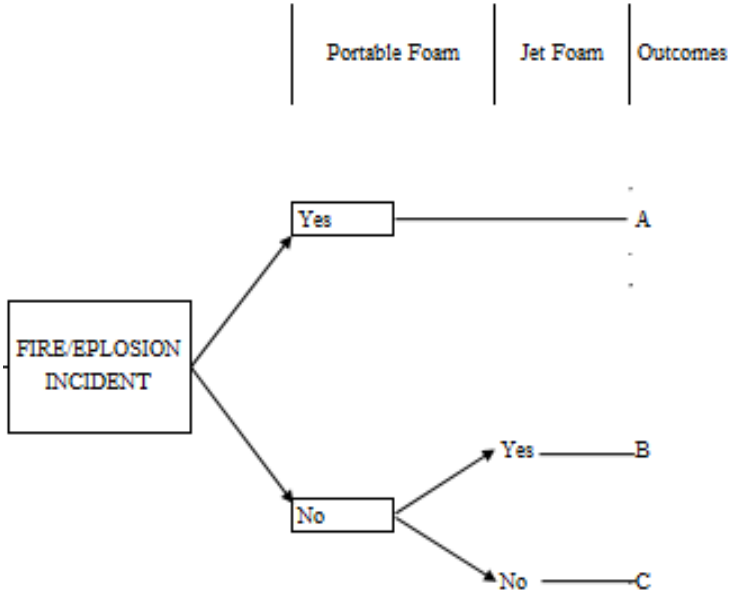 Portable Foam
Jet Foam
Outcomes
Yes
A
FIRE/EPLOSION
INCIDENT
Yes
B
No
No
C